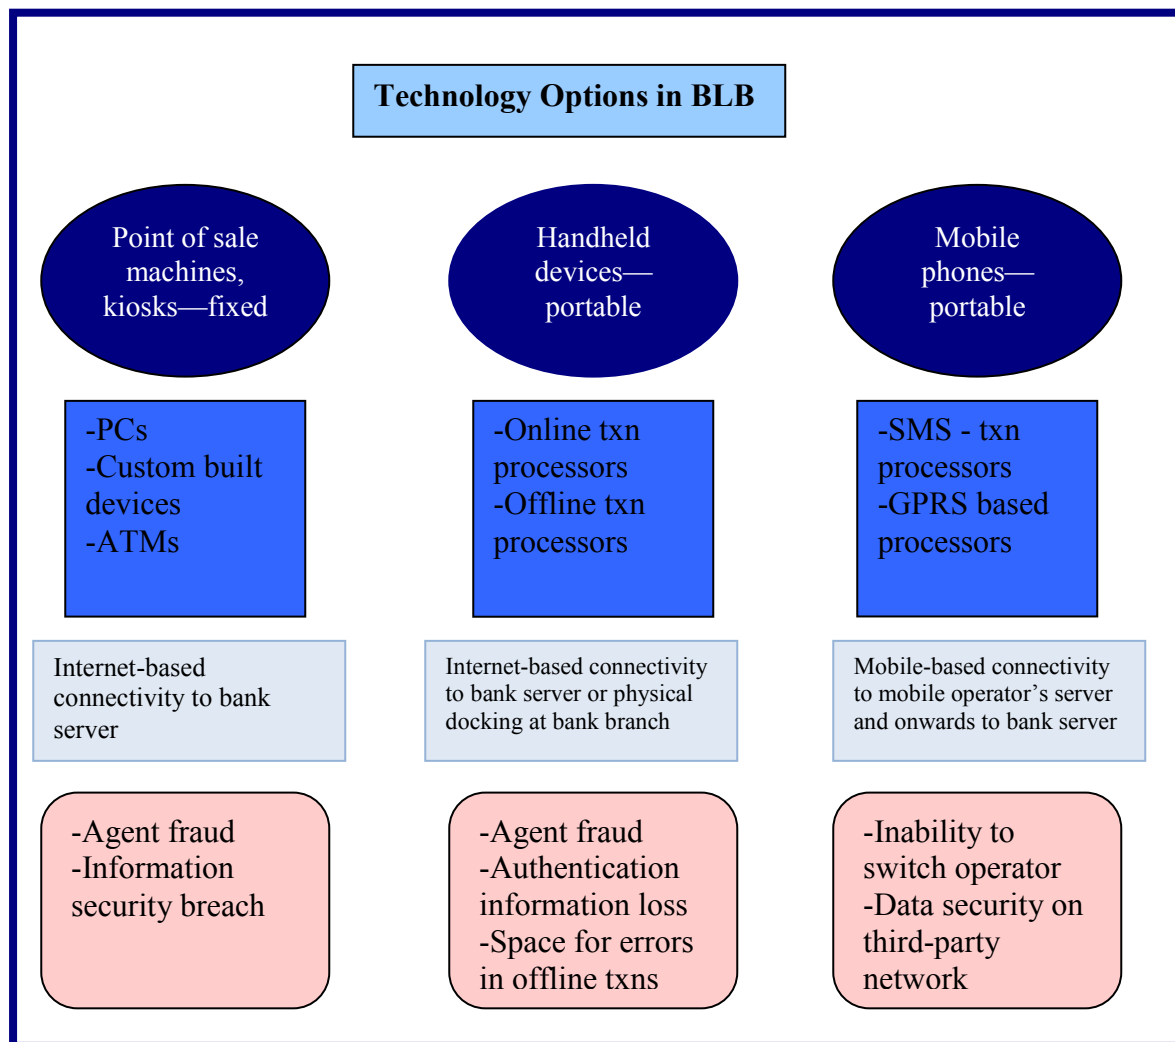 Technology Options in BLB
Point of sale
machines,
kiosks—fixed
Handheld
devices—
portable
Mobile
phones—
portable
-PCs
-Custom built
devices
-ATMs
-Online txn
processors
-Offline txn
processors
-SMS - txn
processors
-GPRS based
processors
Internet-based
connectivity to bank
server
Internet-based connectivity
to bank server or physical
docking at bank branch
Mobile-based connectivity
to mobile operator’s server
and onwards to bank server
-Agent fraud
-Information
security breach
-Agent fraud
-Authentication
information loss
-Space for errors
in offline txns
-Inability to
switch operator
-Data security on
third-party
network